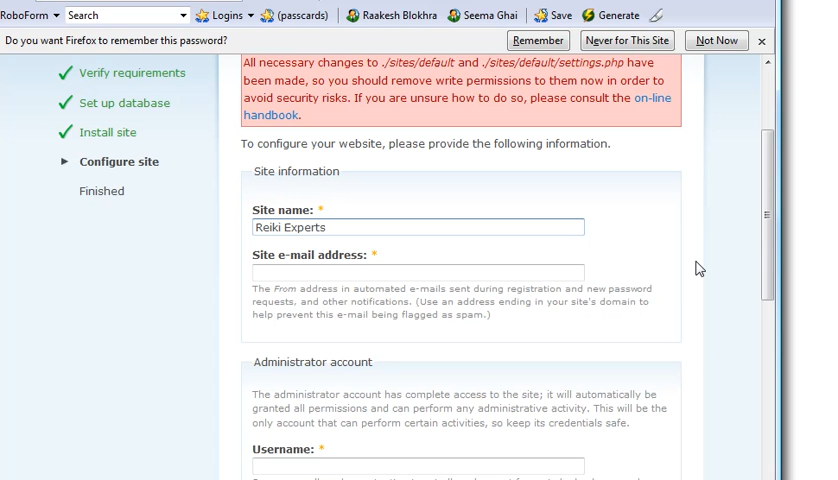 RoboForm Search Logins (passcards) Raakesh Blokhra Seema Ghai Save Generate
Do you want Firefox to remember this password? Remember Never for This Site Not Now
Verify requirements
Set up database
Install site
Configure site
Finished
All necessary changes to ./sites/default and ./sites/default/settings.php have
been made, so you should remove write permissions to them now in order to
avoid security risks. If you are unsure how to do so, please consult the on-line
handbook.
To configure your website, please provide the following information.
Site information
Site name: *
Reiki Experts
Site e-mail address: *
The From address in automated e-mails sent during registration and new password
requests, and other notifications. (Use an address ending in your site's domain to
help prevent this e-mail being flagged as spam.)
Administrator account
The administrator account has complete access to the site; it will automatically be
granted all permissions and can perform any administrative activity. This will be the
only account that can perform certain activities, so keep its credentials safe.
Username: *